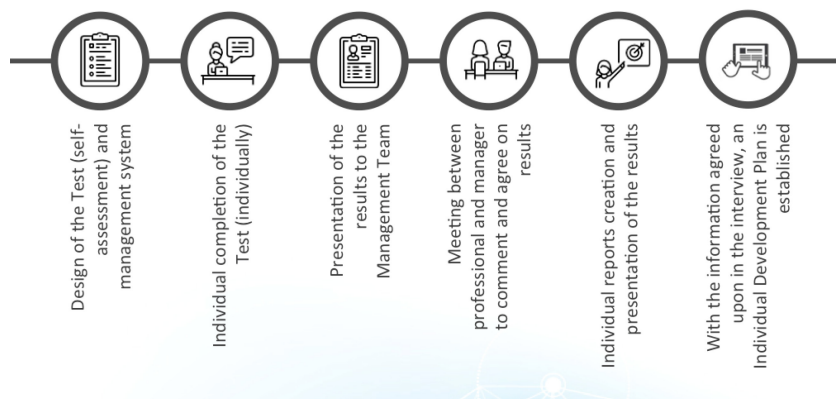 Design of the Test (self-
assessment) and
management system
Individual completion of the
Test (individually)
Presentation of the
results to the
Management Team
Meeting between
professional and manager
to comment and agree on
results
Individual reports creation and
presentation of the results
With the information agreed
upon in the interview, an
Individual Development Plan is
established